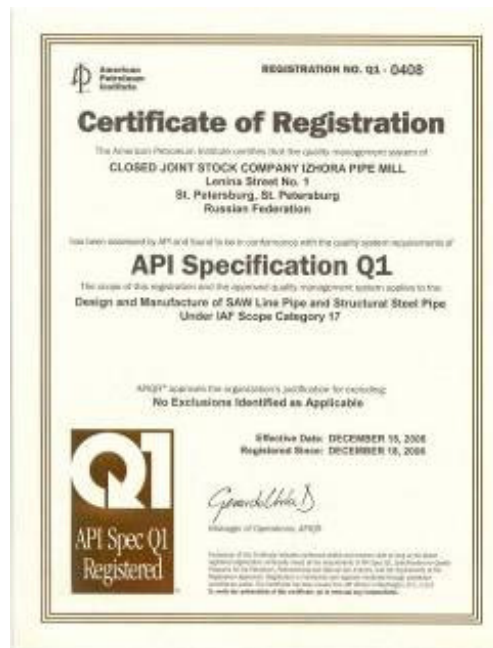 American
Petroleum
Institute
REGISTRATION NO. Q1 - 0408
Certificate of Registration
The American Petroleum Institute certifies that the quality management system of
CLOSED JOINT STOCK COMPANY IZHORA PIPE MILL
Lenina Street No. 1
St. Petersburg, St. Petersburg
Russian Federation
has been assessed by API and found to be in conformance with the quality system requirements of
API Specification Q1
The scope of this registration and the approved quality management system applies to the
Design and Manufacture of SAW Line Pipe and Structural Steel Pipe
Under IAF Scope Category 17
APIQR® approves the organization's justification for excluding:
No Exclusions Identified as Applicable
Effective Date: DECEMBER 15, 2006
Registered Since: DECEMBER 18, 2006
Q1
API Spec Q1
Registered
Manager of Operations, APIQR